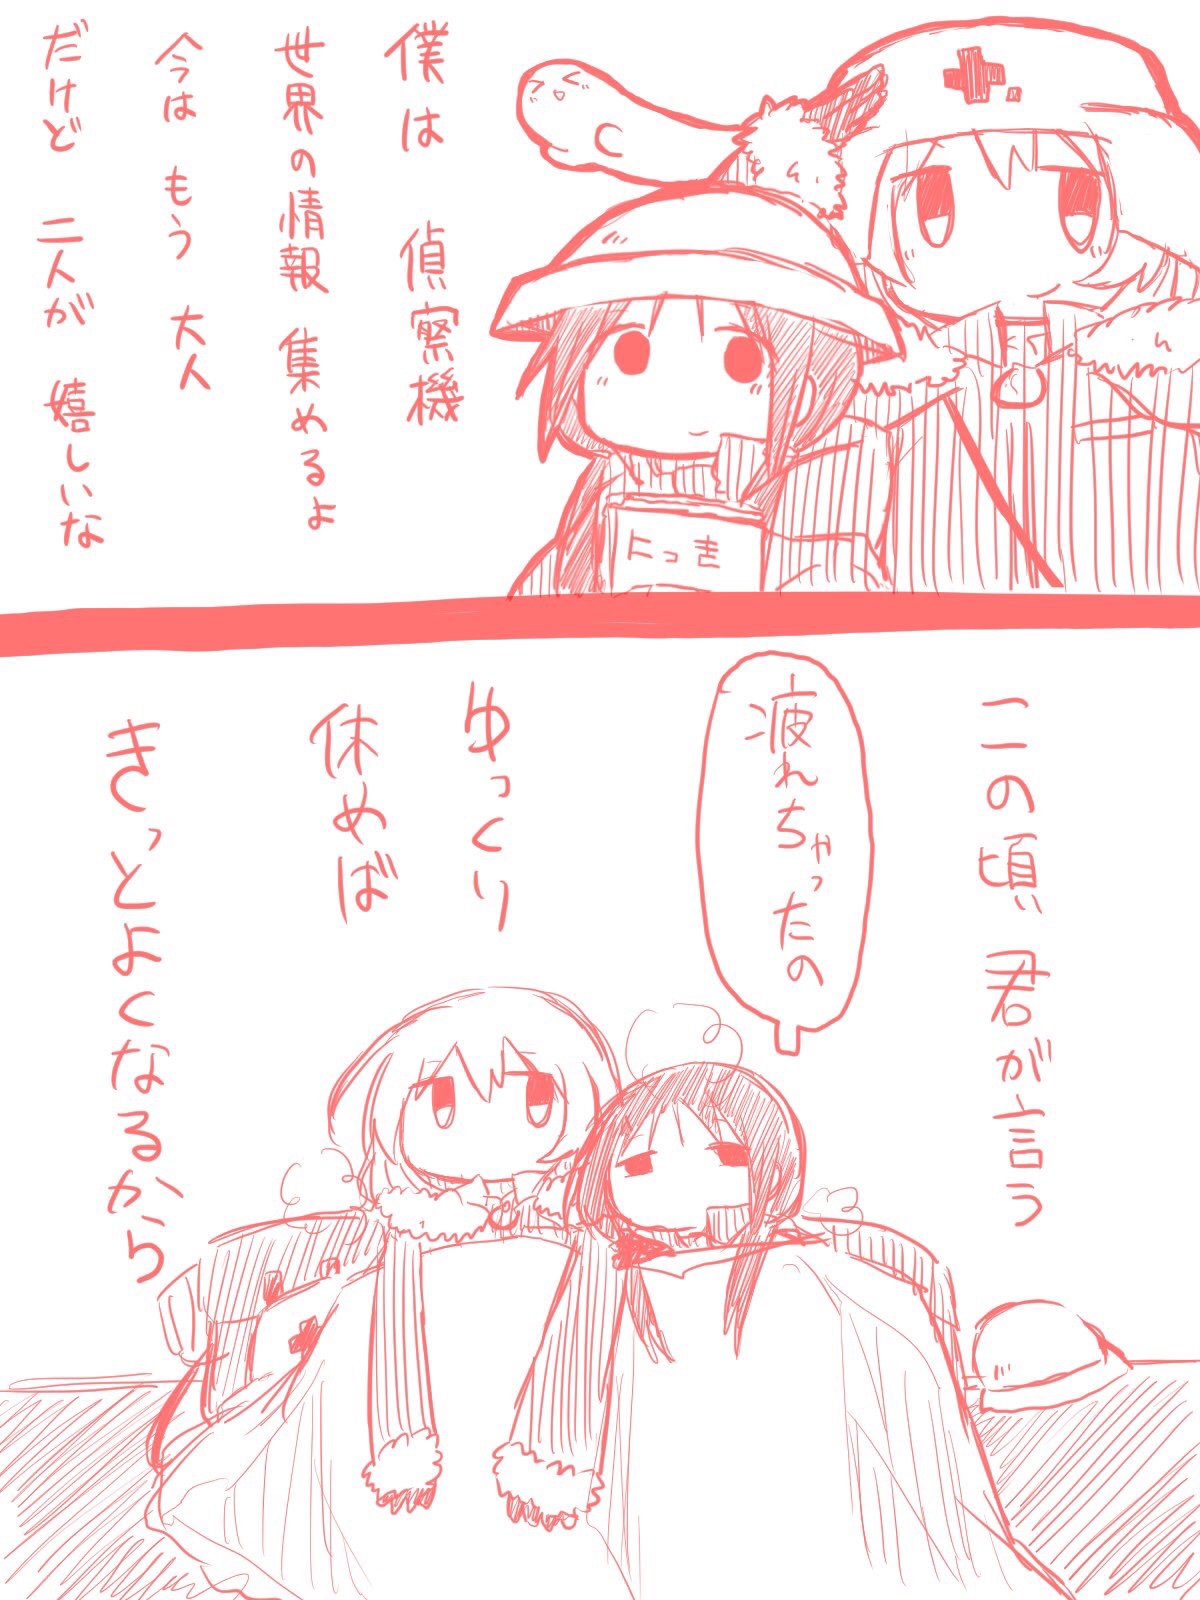 僕は 偵察機
世界の情報 集めるよ
今は もう 大人
だけど 二人が 嬉しいな
にっき
この頃 君が言う
疲れちゃったの
ゆっくり
休めば
きっとよくなるから